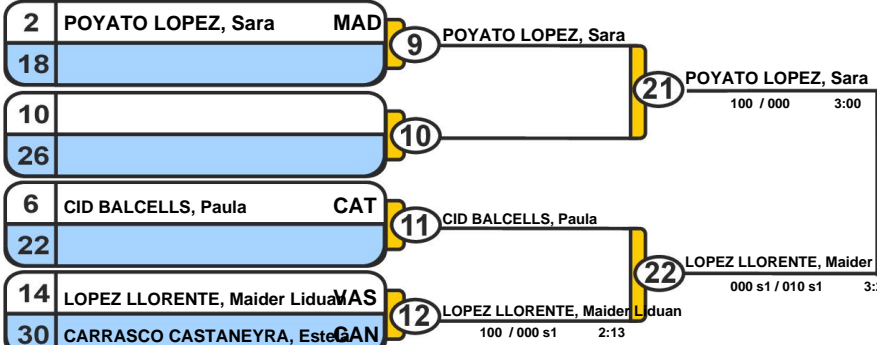 2 POYATO LOPEZ, Sara MAD
18
9
POYATO LOPEZ, Sara
10
26
10
21
POYATO LOPEZ, Sara
100 / 000 3:00
6 CID BALCELLS, Paula CAT
22
11
CID BALCELLS, Paula
14 LOPEZ LLORENTE, Maider Liduan VAS
30 CARRASCO CASTANEYRA, Estela CAN
12
LOPEZ LLORENTE, Maider Liduan
100 / 000 s1 2:13
22
LOPEZ LLORENTE, Maider
000 s1 / 010 s1